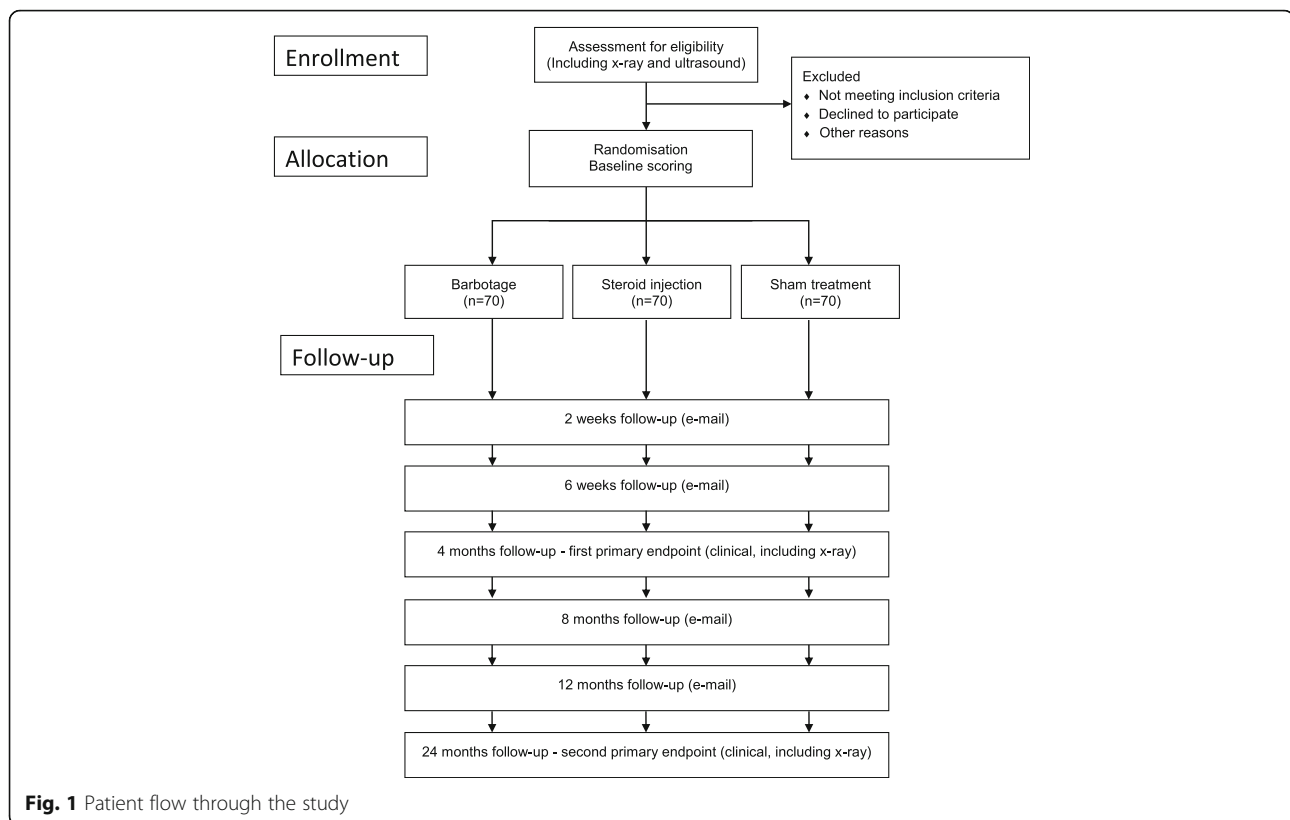 Enrollment
Assessment for eligibility
(Including x-ray and ultrasound)
Excluded
♦ Not meeting inclusion criteria
♦ Declined to participate
♦ Other reasons
Allocation
Randomisation
Baseline scoring
Barbotage
(n=70)
Steroid injection
(n=70)
Sham treatment
(n=70)
Follow-up
2 weeks follow-up (e-mail)
6 weeks follow-up (e-mail)
4 months follow-up - first primary endpoint (clinical, including x-ray)
8 months follow-up (e-mail)
12 months follow-up (e-mail)
24 months follow-up - second primary endpoint (clinical, including x-ray)
Fig. 1 Patient flow through the study